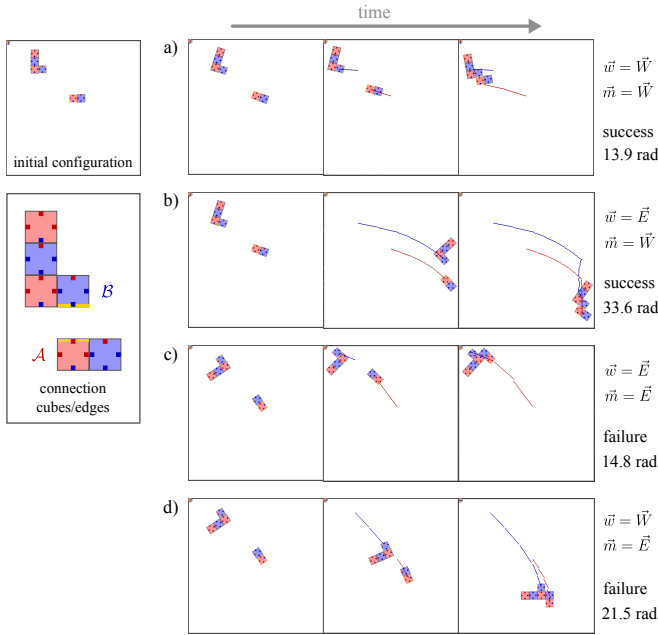 time
initial configuration
a)
w⃗ = W⃗
m⃗ = W⃗
success
13.9 rad
b)
w⃗ = E⃗
m⃗ = W⃗
success
33.6 rad
ℬ
𝒜
connection
cubes/edges
c)
w⃗ = E⃗
m⃗ = E⃗
failure
14.8 rad
d)
w⃗ = W⃗
m⃗ = E⃗
failure
21.5 rad